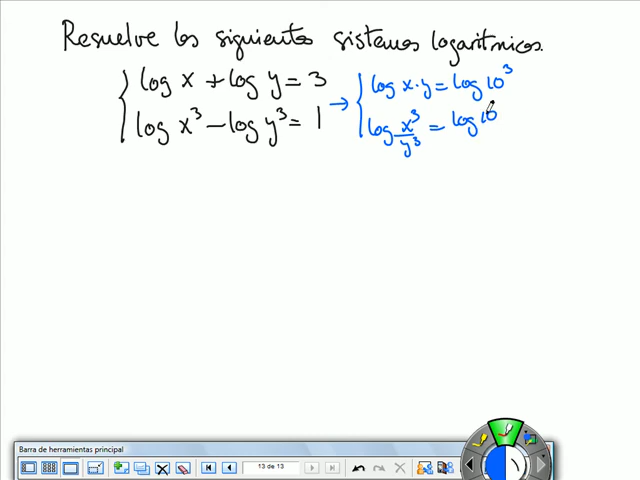 Resuelve los siguientes sistemas logarítmicos.
log x + log y = 3 → log x·y = log 10³
log x³ − log y³ = 1 log x³/y³ = log 10
Barra de herramientas principal
13 de 13